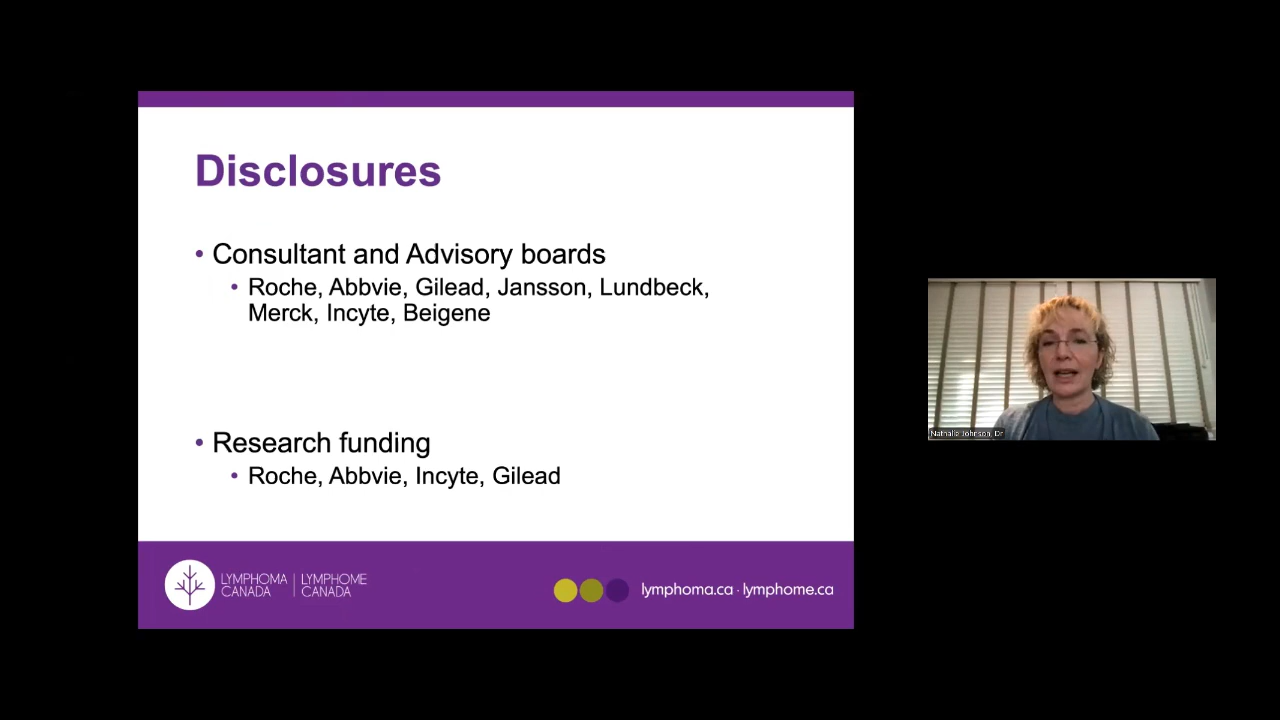 Disclosures
• Consultant and Advisory boards
• Roche, Abbvie, Gilead, Jansson, Lundbeck,
Merck, Incyte, Beigene
• Research funding
• Roche, Abbvie, Incyte, Gilead
LYMPHOMA CANADA | LYMPHOME CANADA
lymphoma.ca · lymphome.ca
Nathalie Johnson, Dr